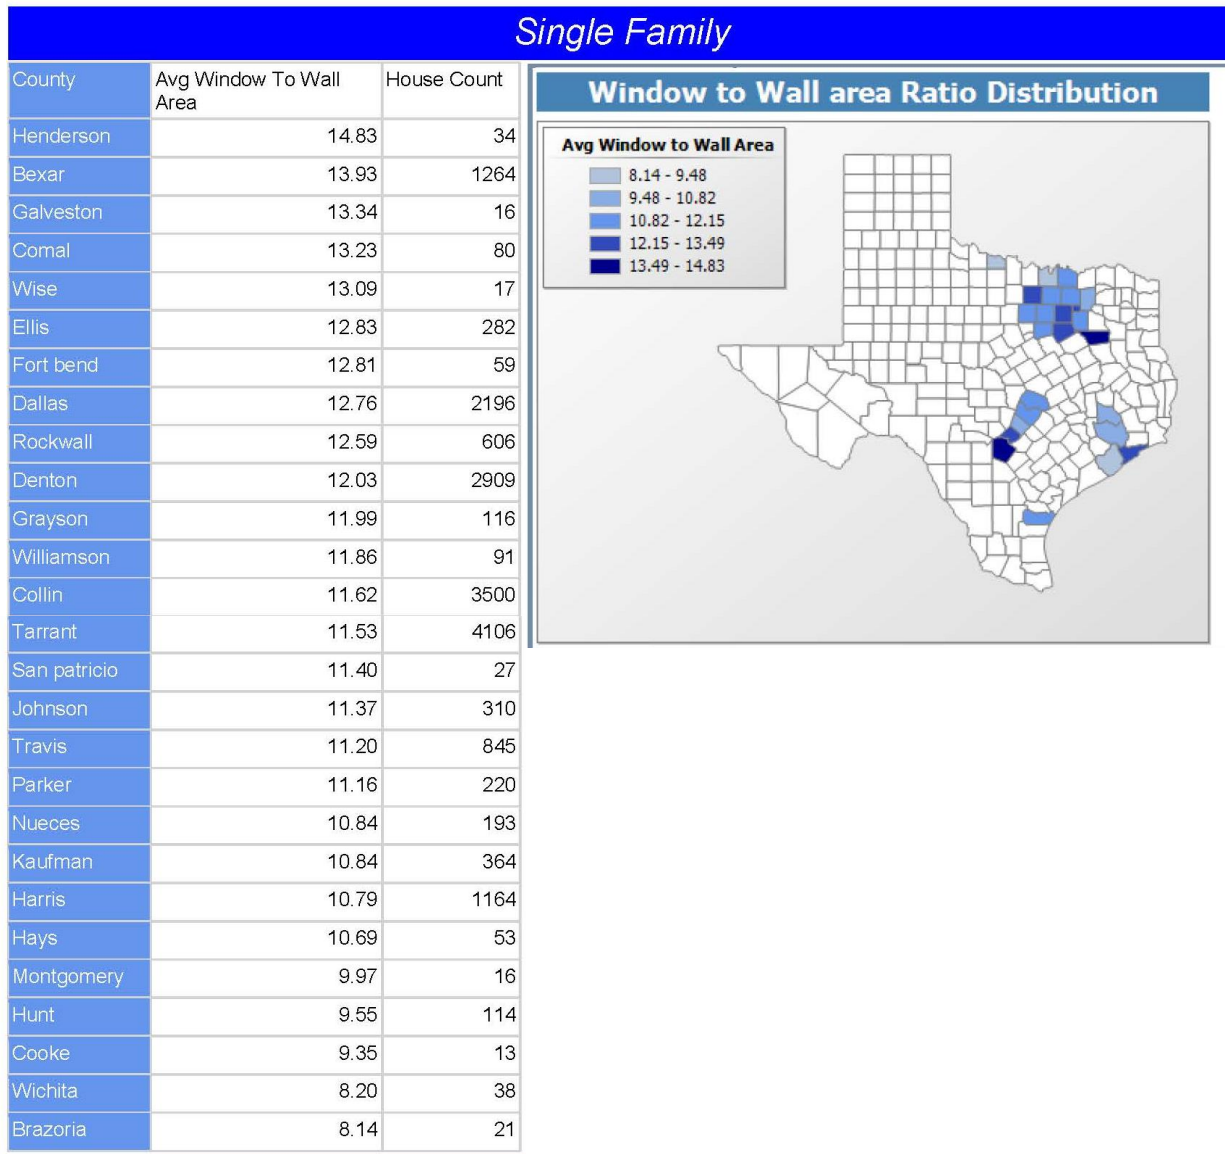 Single Family
County Avg Window To Wall Area House Count
Henderson 14.83 34
Bexar 13.93 1264
Galveston 13.34 16
Comal 13.23 80
Wise 13.09 17
Ellis 12.83 282
Fort bend 12.81 59
Dallas 12.76 2196
Rockwall 12.59 606
Denton 12.03 2909
Grayson 11.99 116
Williamson 11.86 91
Collin 11.62 3500
Tarrant 11.53 4106
San patricio 11.40 27
Johnson 11.37 310
Travis 11.20 845
Parker 11.16 220
Nueces 10.84 193
Kaufman 10.84 364
Harris 10.79 1164
Hays 10.69 53
Montgomery 9.97 16
Hunt 9.55 114
Cooke 9.35 13
Wichita 8.20 38
Brazoria 8.14 21
Window to Wall area Ratio Distribution
Avg Window to Wall Area
8.14 - 9.48
9.48 - 10.82
10.82 - 12.15
12.15 - 13.49
13.49 - 14.83